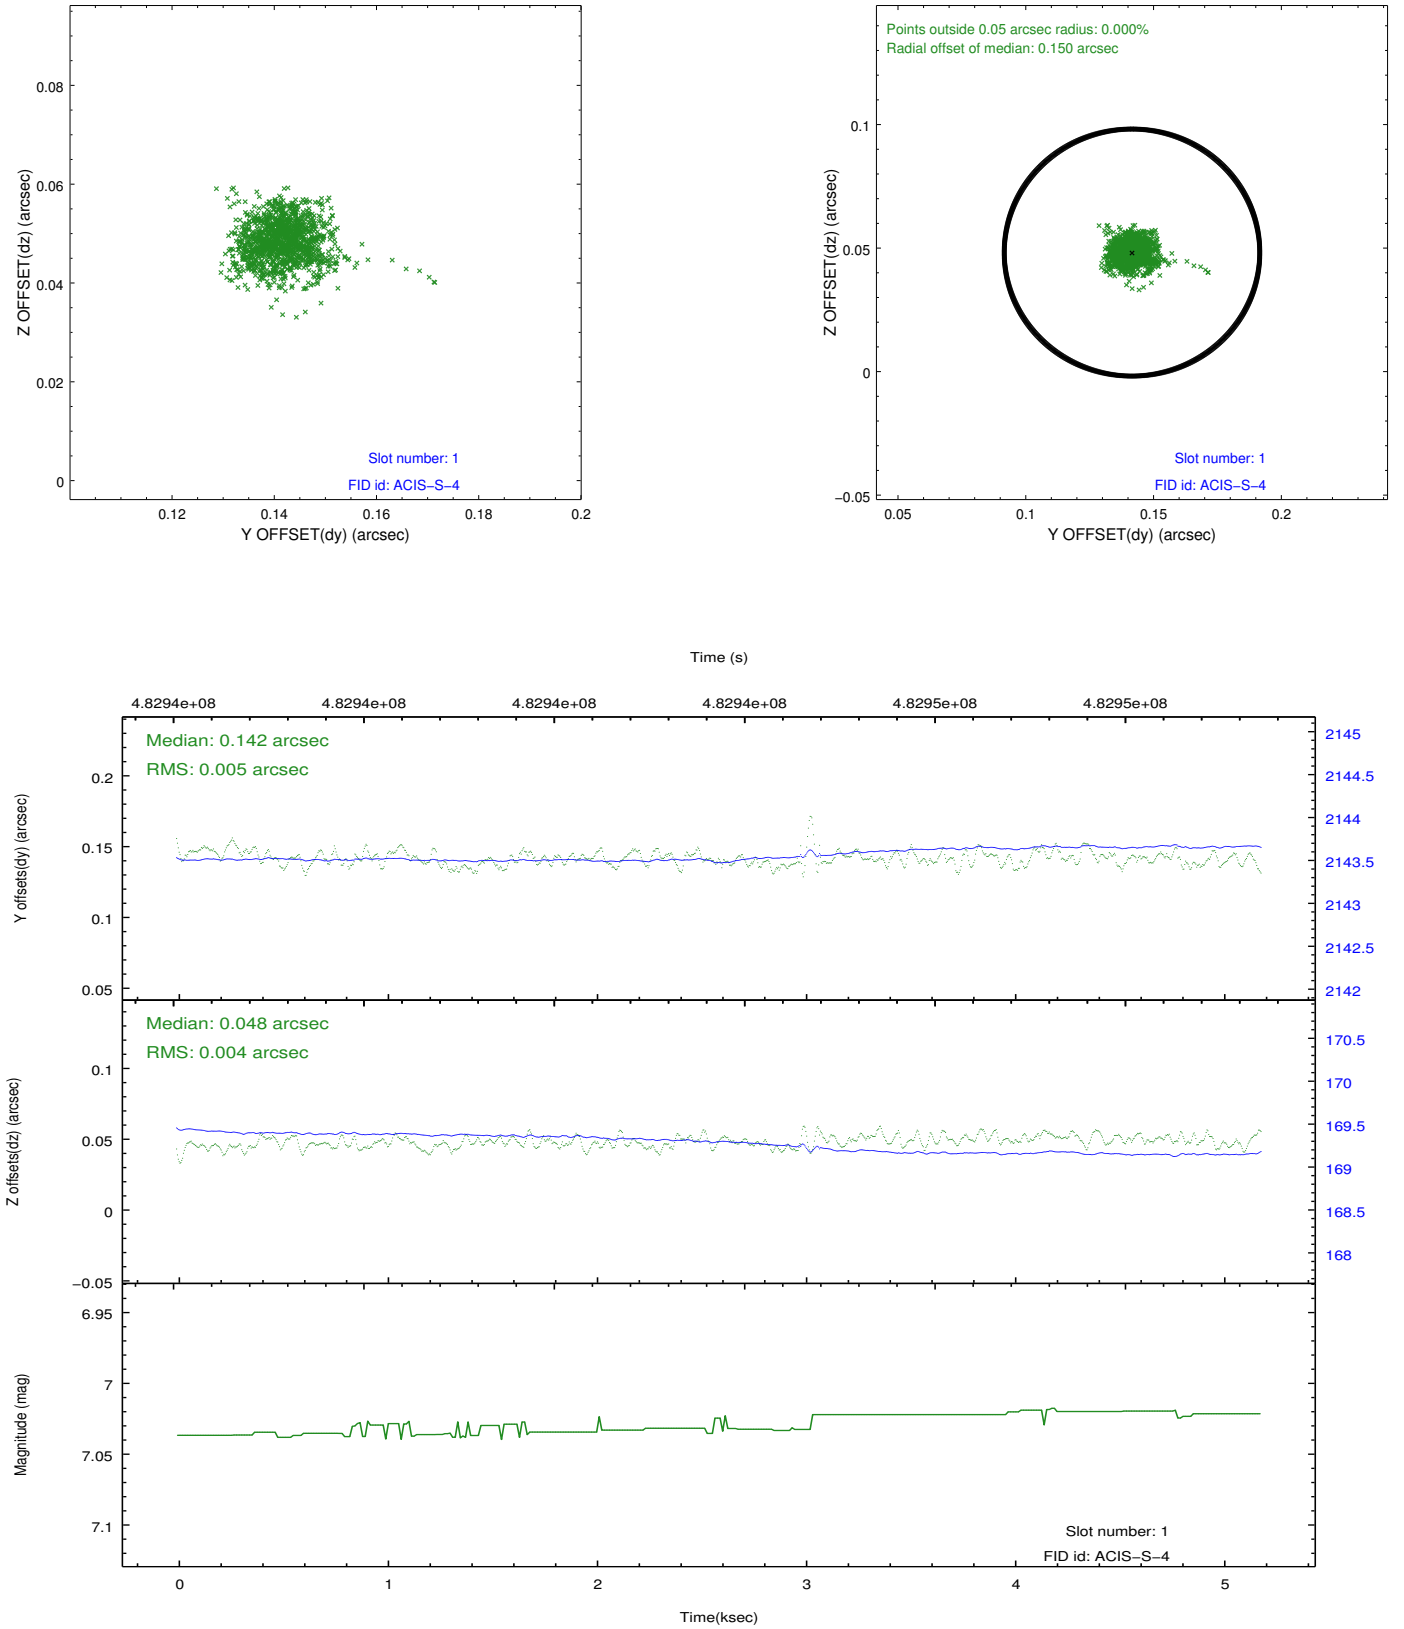 0.08
0.06
0.04
0.02
0
Z OFFSET(dz) (arcsec)
Slot number: 1
FID id: ACIS−S−4
0.12 0.14 0.16 0.18 0.2
Y OFFSET(dy) (arcsec)
Points outside 0.05 arcsec radius: 0.000%
Radial offset of median: 0.150 arcsec
0.1
0.05
0
−0.05
Z OFFSET(dz) (arcsec)
Slot number: 1
FID id: ACIS−S−4
0.05 0.1 0.15 0.2
Y OFFSET(dy) (arcsec)
Time (s)
4.8294e+08 4.8294e+08 4.8294e+08 4.8294e+08 4.8295e+08 4.8295e+08
Median: 0.142 arcsec
RMS: 0.005 arcsec
0.2
0.15
0.1
0.05
Y offsets(dy) (arcsec)
2145
2144.5
2144
2143.5
2143
2142.5
2142
Median: 0.048 arcsec
RMS: 0.004 arcsec
0.1
0.05
0
−0.05
Z offsets(dz) (arcsec)
170.5
170
169.5
169
168.5
168
6.95
7
7.05
7.1
Magnitude (mag)
Slot number: 1
FID id: ACIS−S−4
0 1 2 3 4 5
Time(ksec)